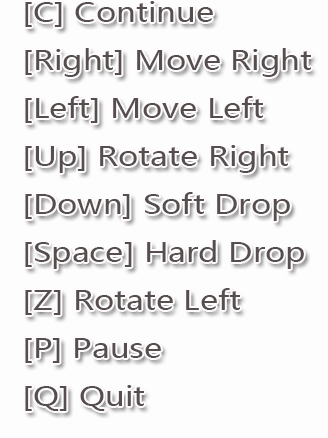 [C] Continue
[Right] Move Right
[Left] Move Left
[Up] Rotate Right
[Down] Soft Drop
[Space] Hard Drop
[Z] Rotate Left
[P] Pause
[Q] Quit